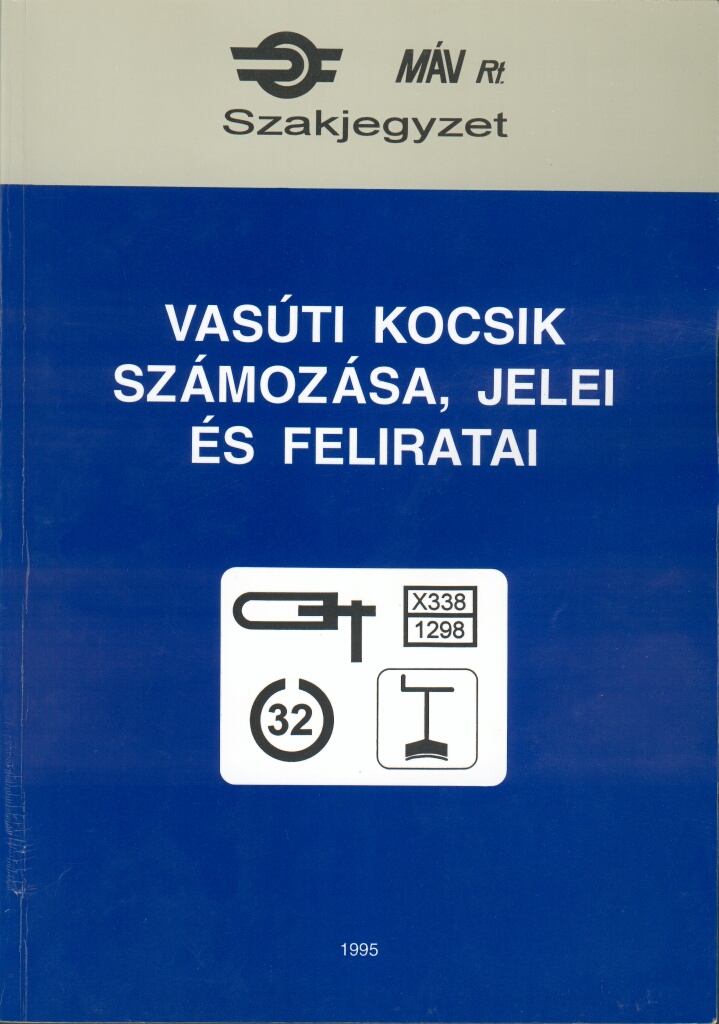 MÁV Rt.
Szakjegyzet
VASÚTI KOCSIK
SZÁMOZÁSA, JELEI
ÉS FELIRATAI
X338
1298
32
1995